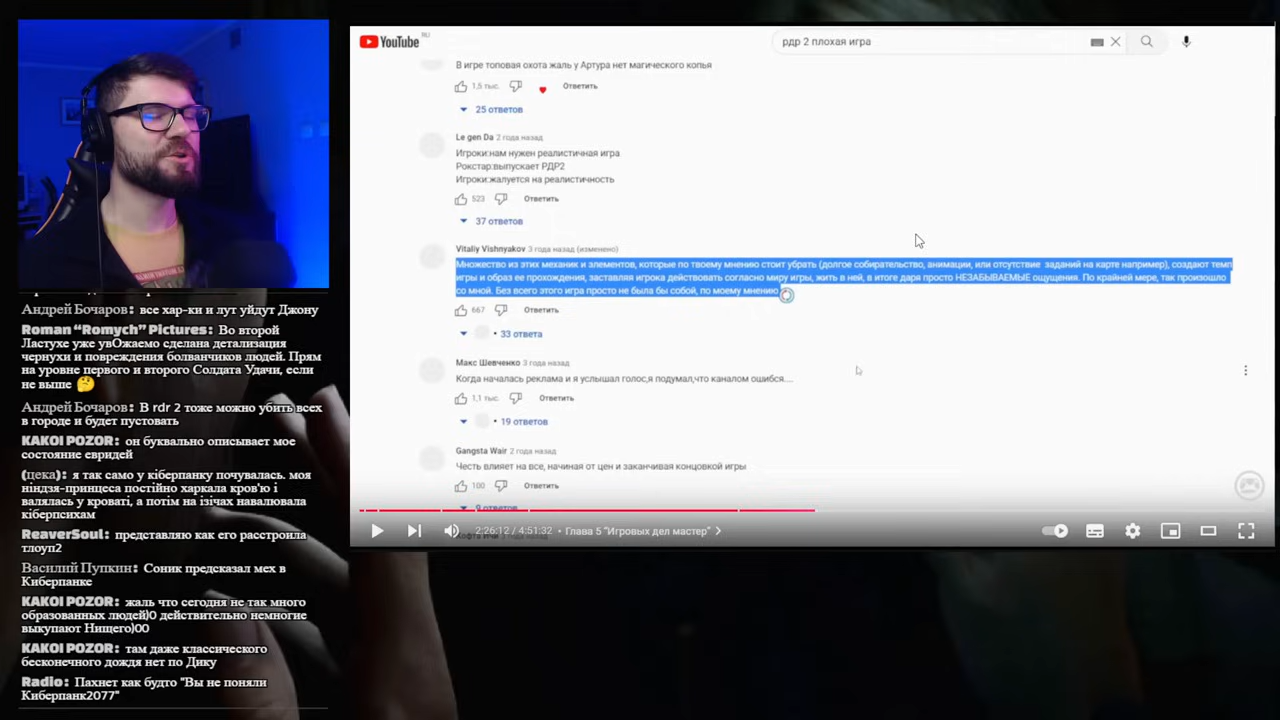 YouTube
RU
рдр 2 плохая игра
В игре топовая охота жаль у Артура нет магического копья
1,5 тыс.
Ответить
25 ответов
Le gen Da 2 года назад
Игроки:нам нужен реалистичная игра
Рокстар:выпускает РДР2
Игроки:жалуется на реалистичность
523
Ответить
37 ответов
Vitaliy Vishnyakov 3 года назад (изменено)
Множество из этих механик и элементов, которые по твоему мнению стоит убрать (долгое собирательство, анимации, или отсутствие заданий на карте например), создают темп
игры и образ ее прохождения, заставляя игрока действовать согласно миру игры, жить в ней, в итоге даря просто НЕЗАБЫВАЕМЫЕ ощущения. По крайней мере, так произошло
со мной. Без всего этого игра просто не была бы собой, по моему мнению
667
Ответить
• 33 ответа
Макс Шевченко 3 года назад
Когда началась реклама и я услышал голос,я подумал,что каналом ошибся....
1,1 тыс.
Ответить
• 19 ответов
Gangsta Wair 2 года назад
Честь влияет на все, начиная от цен и заканчивая концовкой игры
100
Ответить
9 ответов
2:26:12 / 4:51:32 • Глава 5 "Игровых дел мастер"
Андрей Бочаров: все хар-ки и лут уйдут Джону
Roman “Romych” Pictures: Во второй
Ластухе уже увОжаемо сделана детализация
чернухи и повреждения болванчиков людей. Прям
на уровне первого и второго Солдата Удачи, если
не выше 🤔
Андрей Бочаров: В rdr 2 тоже можно убить всех
в городе и будет пустовать
KAKOI POZOR: он буквально описывает мое
состояние евридей
(цека): я так само у кіберпанку почувалась. моя
ніндзя-принцеса постійно харкала кров'ю і
валялась у кроваті, а потім на ізічах навалювала
кіберпсихам
ReaverSoul: представляю как его расстроила
тлоуп2
Василий Пупкин: Соник предсказал мех в
Киберпанке
KAKOI POZOR: жаль что сегодня не так много
образованных людей)0 действительно немногие
выкупают Нищего)00
KAKOI POZOR: там даже классического
бесконечного дождя нет по Дику
Radio: Пахнет как будто "Вы не поняли
Киберпанк2077"